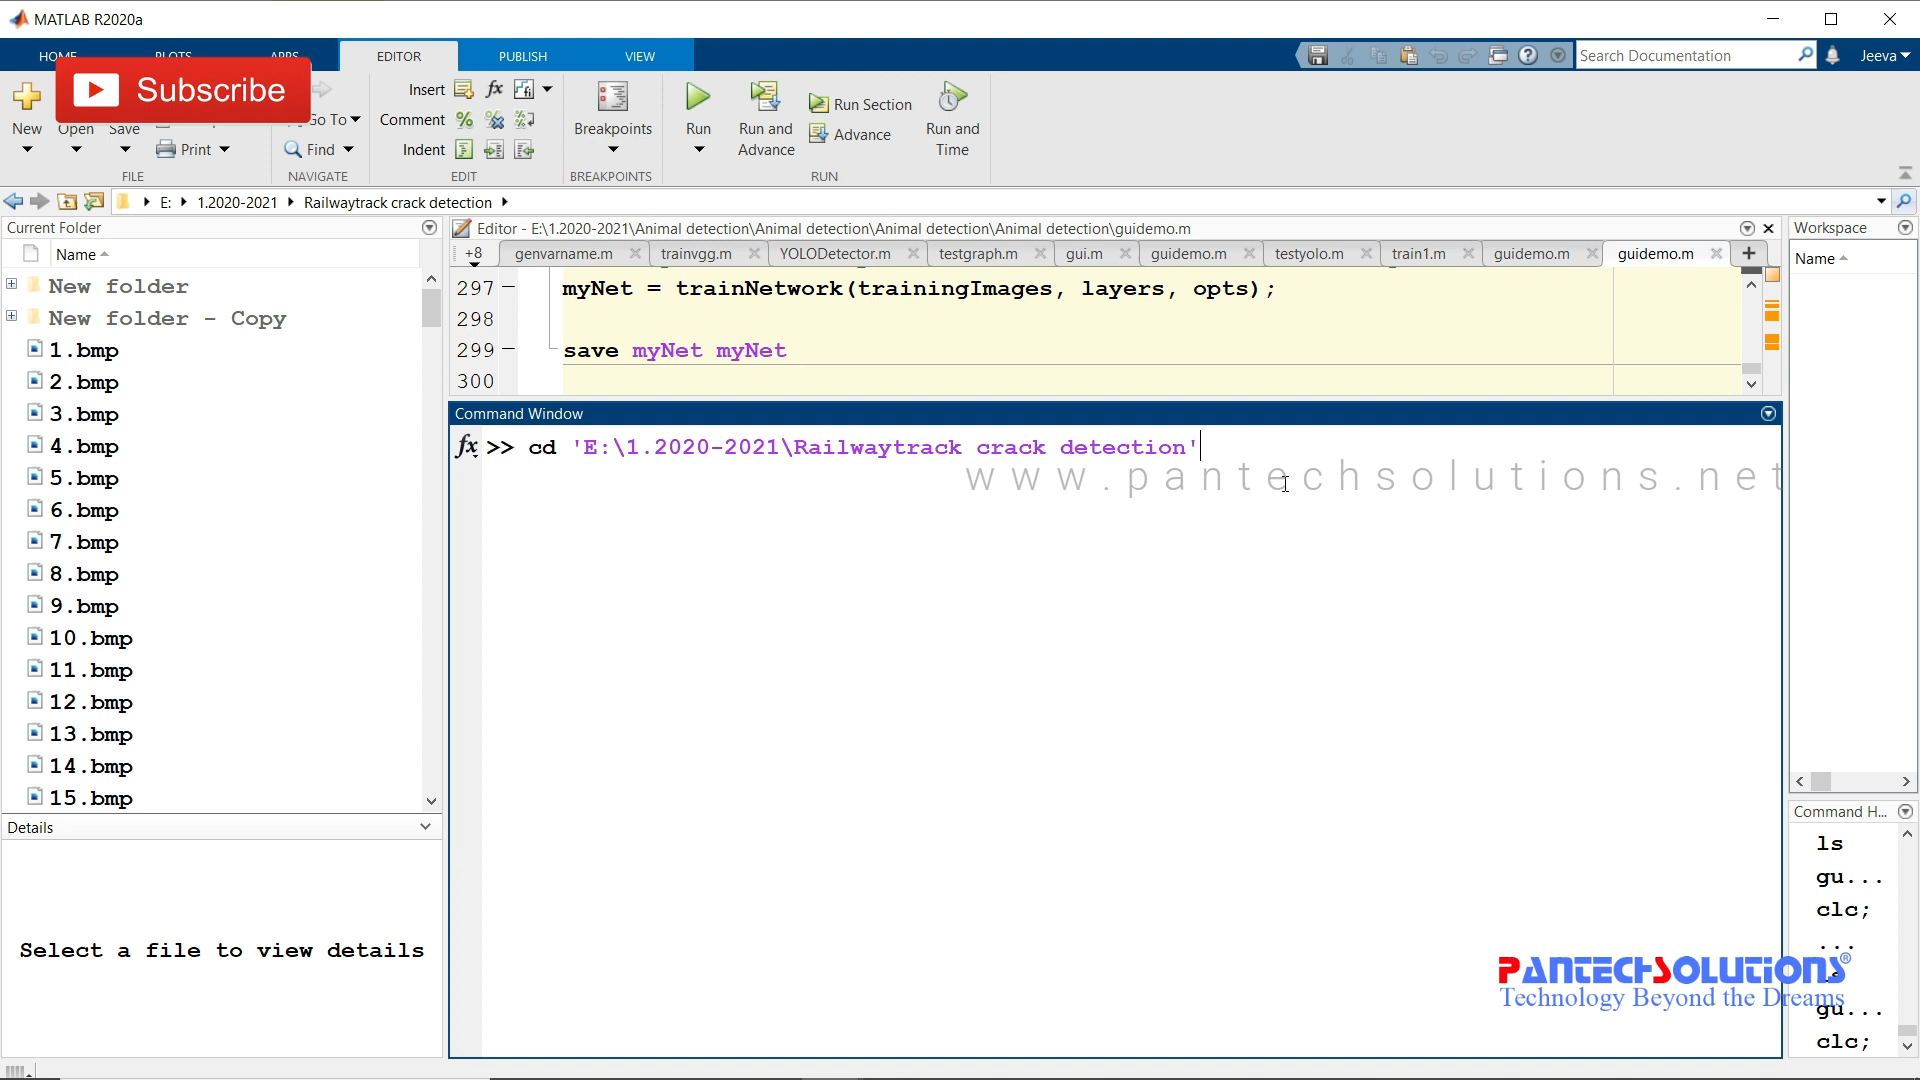 MATLAB R2020a
HOME PLOTS APPS EDITOR PUBLISH VIEW
Search Documentation
Jeeva
Subscribe
New Open Save
Print
FILE
Go To
Find
NAVIGATE
Insert
Comment
Indent
EDIT
Breakpoints
BREAKPOINTS
Run
Run and Advance
Run Section
Advance
Run and Time
RUN
E: 1.2020-2021 Railwaytrack crack detection
Current Folder
Name
New folder
New folder - Copy
1.bmp
2.bmp
3.bmp
4.bmp
5.bmp
6.bmp
7.bmp
8.bmp
9.bmp
10.bmp
11.bmp
12.bmp
13.bmp
14.bmp
15.bmp
Details
Select a file to view details
Editor - E:\1.2020-2021\Animal detection\Animal detection\Animal detection\Animal detection\guidemo.m
+8 genvarname.m trainvgg.m YOLODetector.m testgraph.m gui.m guidemo.m testyolo.m train1.m guidemo.m guidemo.m
297 myNet = trainNetwork(trainingImages, layers, opts);
298
299 save myNet myNet
300
Command Window
fx >> cd 'E:\1.2020-2021\Railwaytrack crack detection'
www.pantechsolutions.net
Workspace
Name
Command H...
ls
gu...
clc;
...
gu...
clc;
PANTECHSOLUTIONS®
Technology Beyond the Dreams